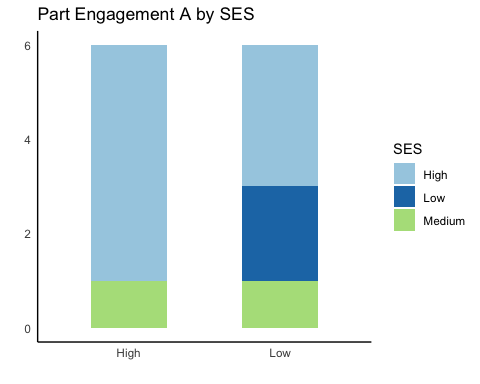 Part Engagement A by SES
6
4
2
0
High
Low
SES
High
Low
Medium